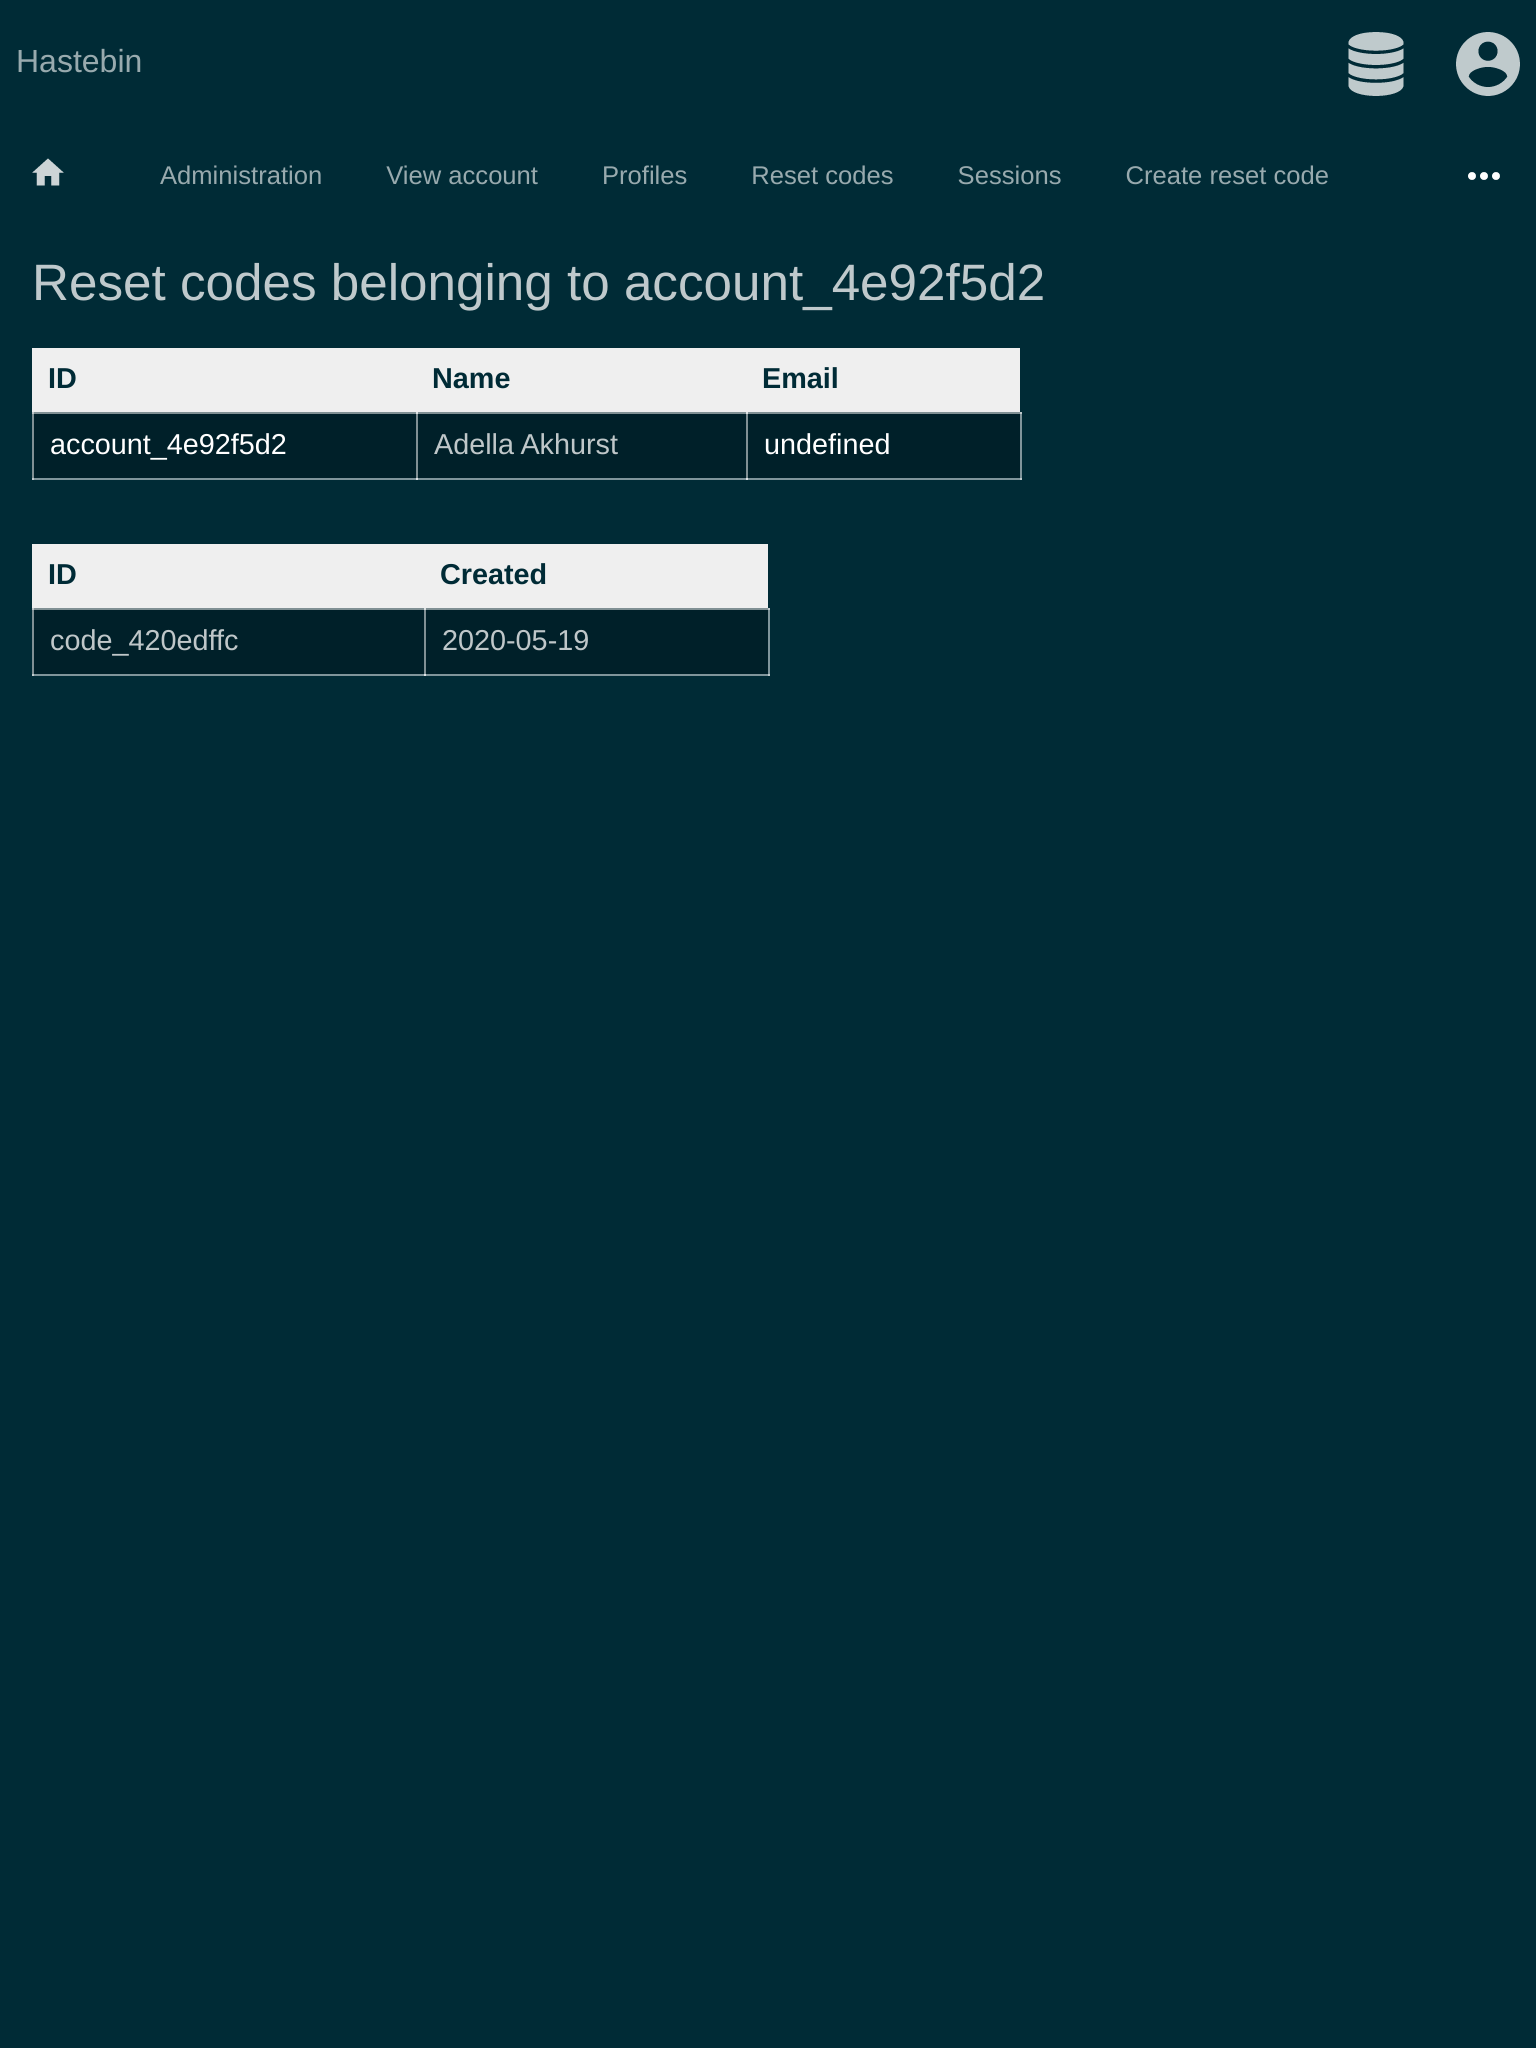 Hastebin
Administration View account Profiles Reset codes Sessions Create reset code
Reset codes belonging to account_4e92f5d2
ID Name Email
account_4e92f5d2 Adella Akhurst undefined
ID Created
code_420edffc 2020-05-19